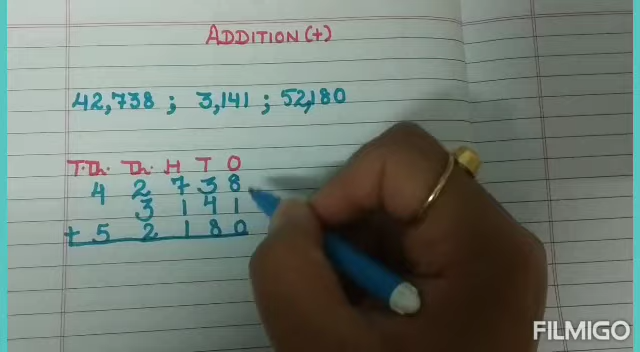 ADDITION (+)
42,738 ; 3,141 ; 52,180
T.Th. Th. H T O
4 2 7 3 8
3 1 4 1
+ 5 2 1 8 0
FILMIGO